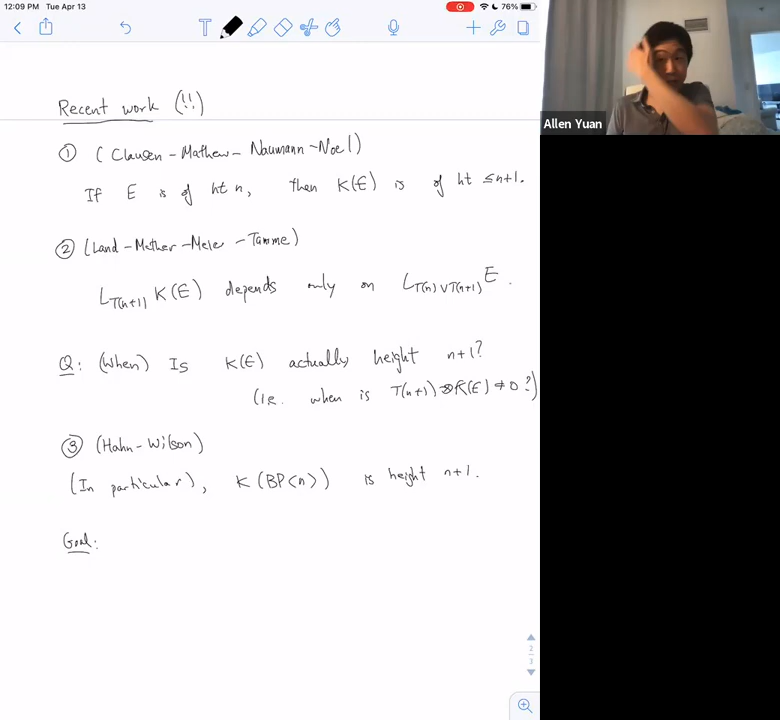 12:09 PM Tue Apr 13
76%
Allen Yuan
Recent work (!!)
① (Clausen-Mathew-Naumann-Noel)
If E is of ht n, then K(E) is of ht ≤n+1.
② (Land-Mathew-Meier-Tamme)
L_{T(n+1)} K(E) depends only on L_{T(n)∨T(n+1)} E.
Q: (When) Is K(E) actually height n+1?
(i.e. when is T(n+1)⊗K(E) ≠ 0?)
③ (Hahn-Wilson)
(In particular), K(BP<n>) is height n+1.
Goal:
2
3